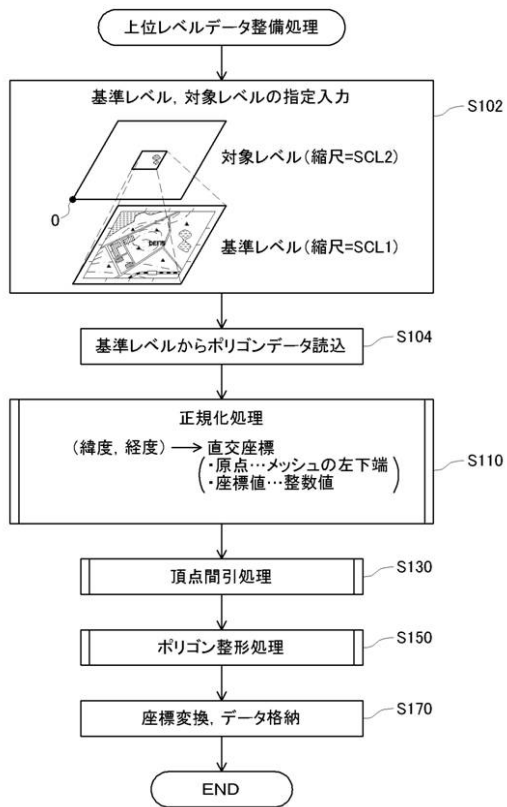 上位レベルデータ整備処理
基準レベル，対象レベルの指定入力
S102
対象レベル(縮尺=SCL2)
0
基準レベル(縮尺=SCL1)
基準レベルからポリゴンデータ読込
S104
正規化処理
(緯度，経度)→直交座標
・原点…メッシュの左下端
・座標値…整数値
S110
頂点間引処理
S130
ポリゴン整形処理
S150
座標変換，データ格納
S170
END